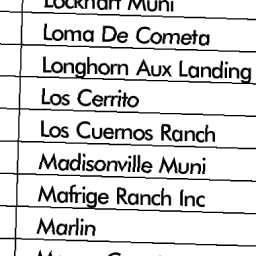 Lockhart Muni
Loma De Cometa
Longhorn Aux Landing
Los Cerrito
Los Cuernos Ranch
Madisonville Muni
Mafrige Ranch Inc
Marlin